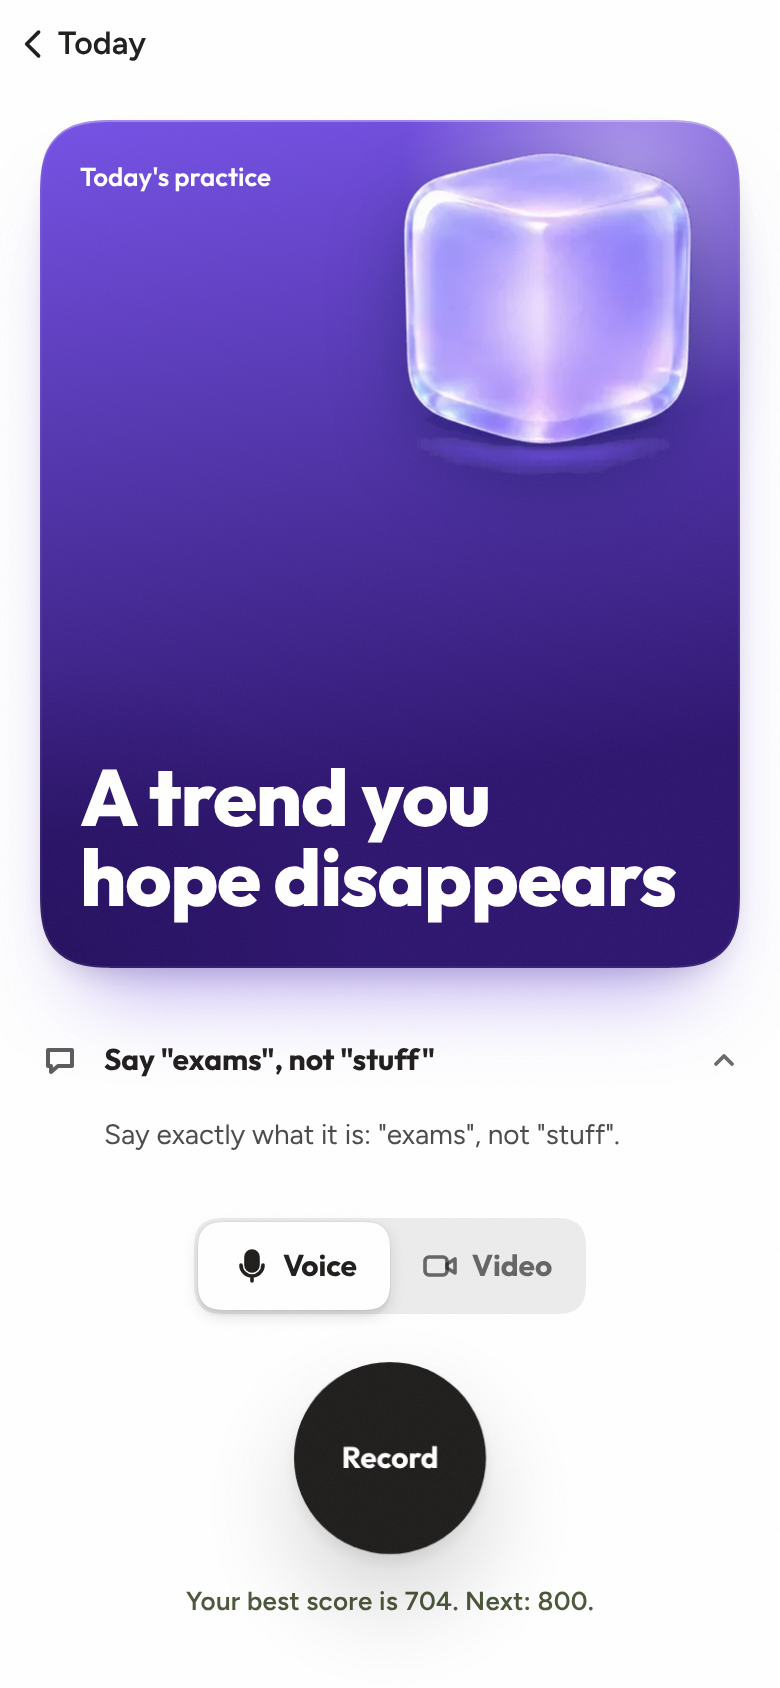 Today
Today's practice
A trend you
hope disappears
Say "exams", not "stuff"
Say exactly what it is: "exams", not "stuff".
Voice
Video
Record
Your best score is 704. Next: 800.